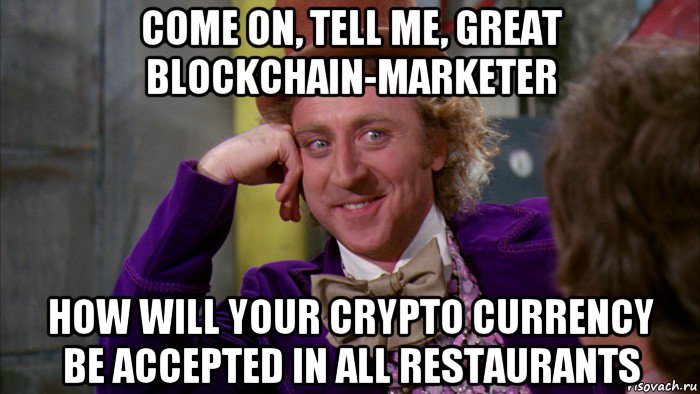 COME ON, TELL ME, GREAT
BLOCKCHAIN-MARKETER
HOW WILL YOUR CRYPTO CURRENCY
BE ACCEPTED IN ALL RESTAURANTS
risovach.ru